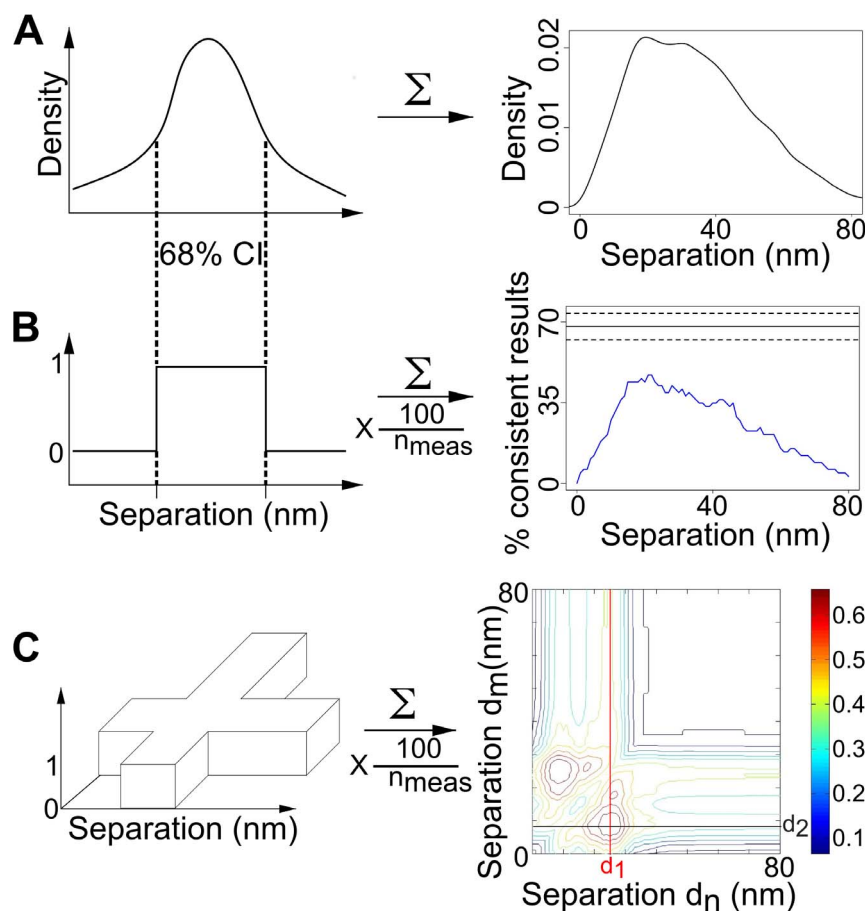 A
Density
Σ
Density
0.02
0.01
0
0
40
80
Separation (nm)
68% CI
B
1
0
Separation (nm)
Σ
X 100
nmeas
% consistent results
70
35
0
0
40
80
Separation (nm)
C
1
0
Separation (nm)
Σ
X 100
nmeas
Separation dm(nm)
80
0
d1
d2
80
Separation dn (nm)
0.6
0.5
0.4
0.3
0.2
0.1